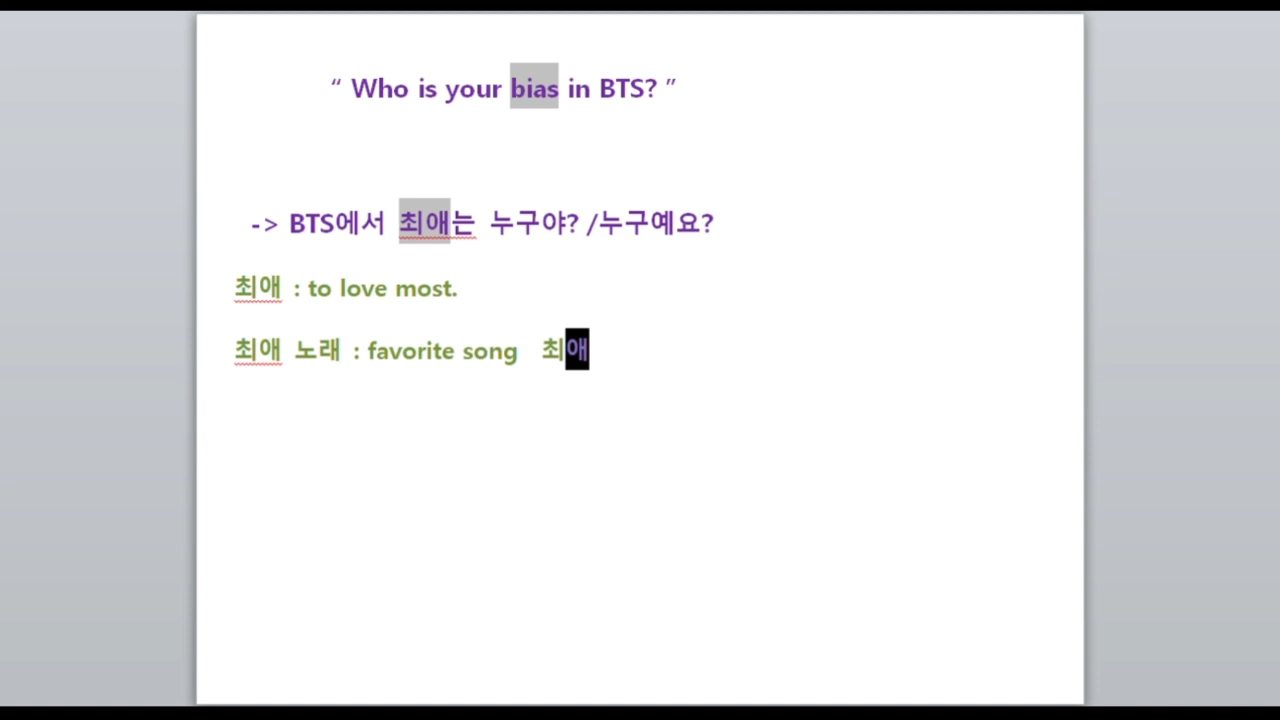 “ Who is your bias in BTS? ”
-> BTS에서 최애는 누구야? /누구예요?
최애 : to love most.
최애 노래 : favorite song 최애